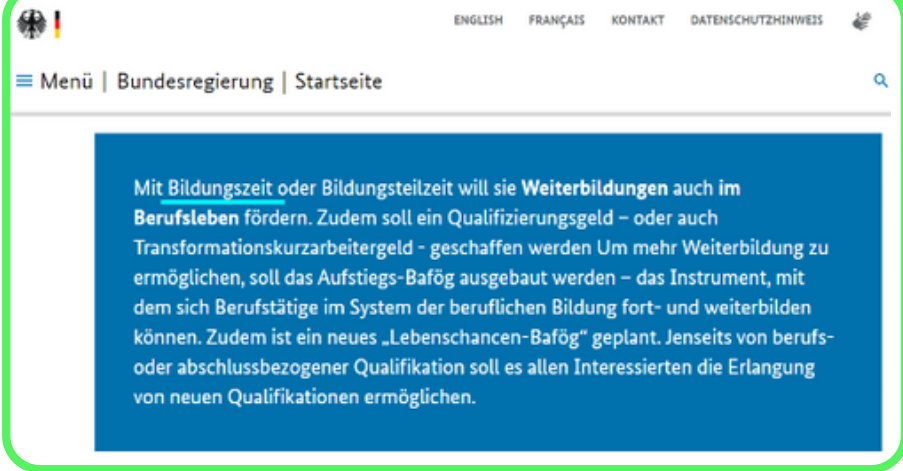 ENGLISH FRANÇAIS KONTAKT DATENSCHUTZHINWEIS
Menü | Bundesregierung | Startseite
Mit Bildungszeit oder Bildungsteilzeit will sie Weiterbildungen auch im
Berufsleben fördern. Zudem soll ein Qualifizierungsgeld – oder auch
Transformationskurzarbeitergeld - geschaffen werden Um mehr Weiterbildung zu
ermöglichen, soll das Aufstiegs-Bafög ausgebaut werden – das Instrument, mit
dem sich Berufstätige im System der beruflichen Bildung fort- und weiterbilden
können. Zudem ist ein neues „Lebenschancen-Bafög“ geplant. Jenseits von berufs-
oder abschlussbezogener Qualifikation soll es allen Interessierten die Erlangung
von neuen Qualifikationen ermöglichen.